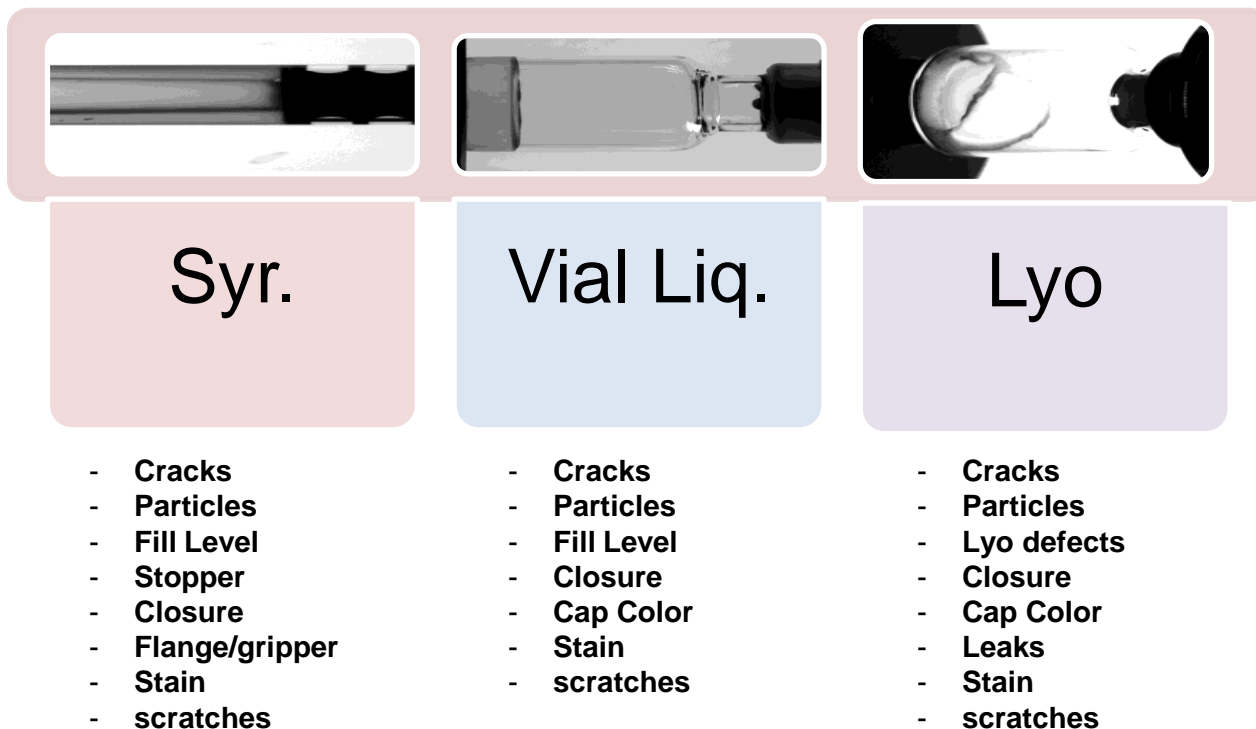 Syr.
- Cracks
- Particles
- Fill Level
- Stopper
- Closure
- Flange/gripper
- Stain
- scratches
Vial Liq.
- Cracks
- Particles
- Fill Level
- Closure
- Cap Color
- Stain
- scratches
Lyo
- Cracks
- Particles
- Lyo defects
- Closure
- Cap Color
- Leaks
- Stain
- scratches